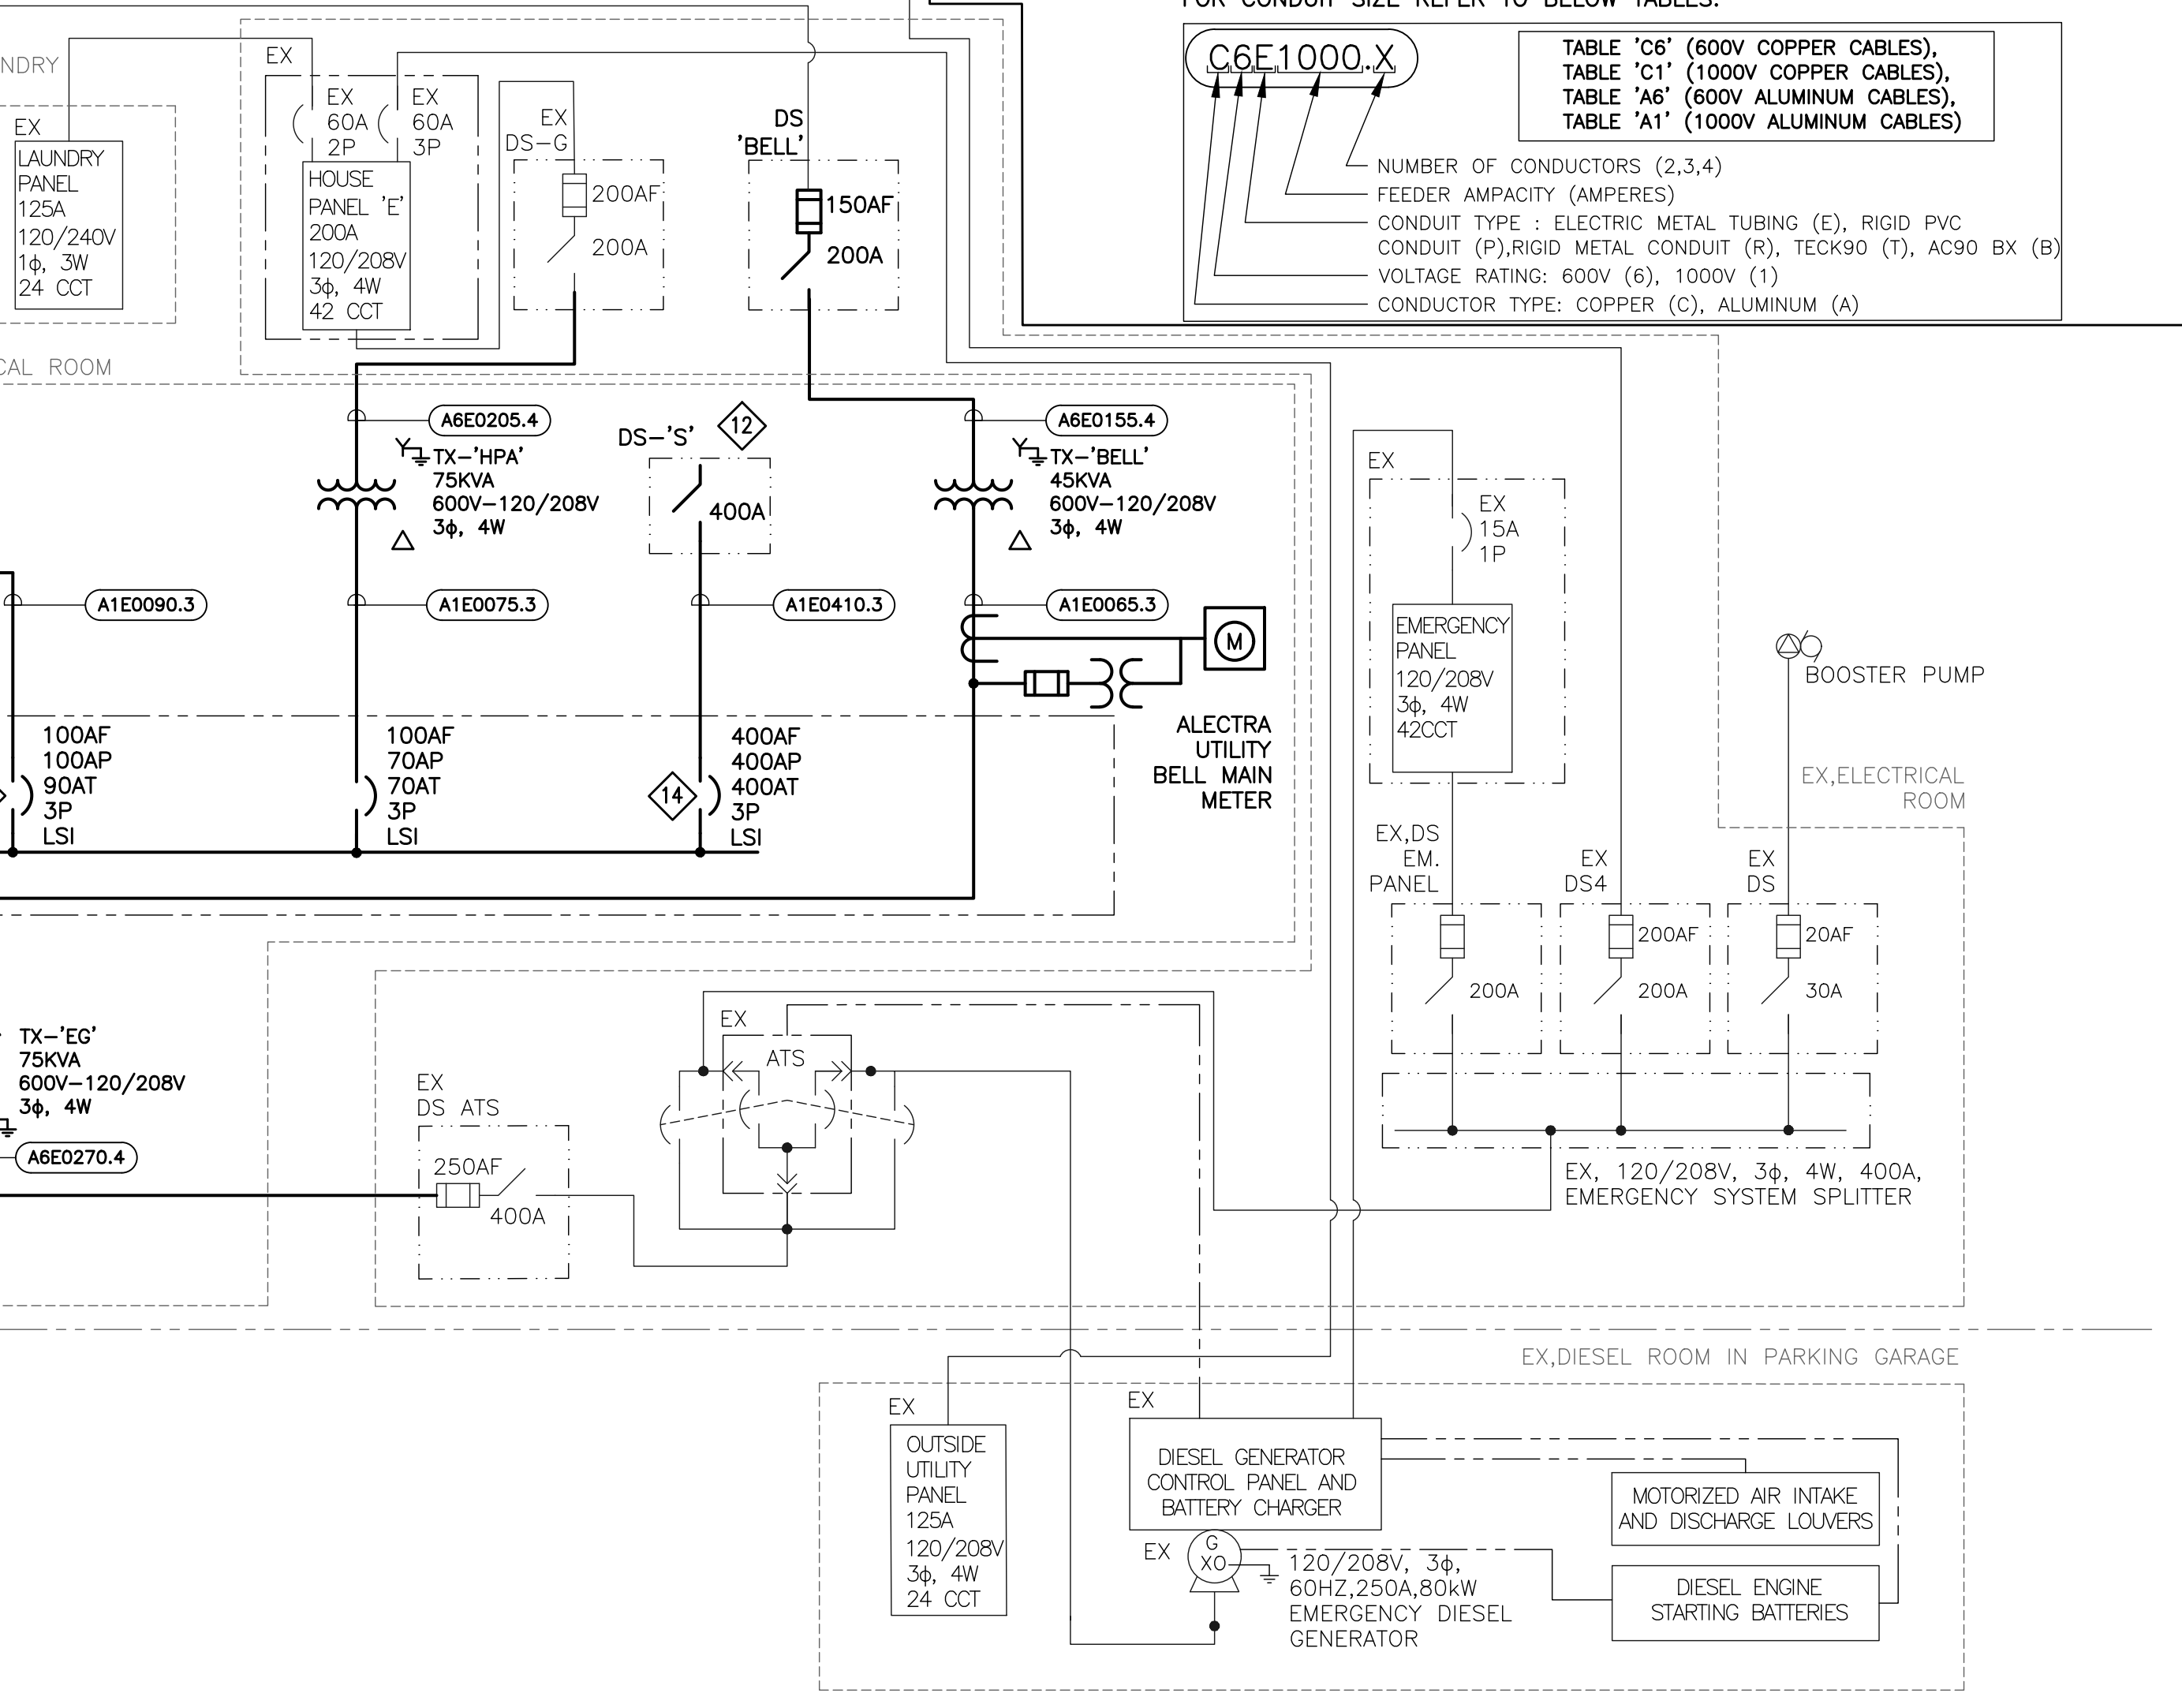 FOR CONDUIT SIZE REFER TO BELOW TABLES.
C6E1000.X
TABLE 'C6' (600V COPPER CABLES),
TABLE 'C1' (1000V COPPER CABLES),
TABLE 'A6' (600V ALUMINUM CABLES),
TABLE 'A1' (1000V ALUMINUM CABLES)
NUMBER OF CONDUCTORS (2,3,4)
FEEDER AMPACITY (AMPERES)
CONDUIT TYPE : ELECTRIC METAL TUBING (E), RIGID PVC
CONDUIT (P),RIGID METAL CONDUIT (R), TECK90 (T), AC90 BX (B)
VOLTAGE RATING: 600V (6), 1000V (1)
CONDUCTOR TYPE: COPPER (C), ALUMINUM (A)
NDRY
EX
LAUNDRY
PANEL
125A
120/240V
1ϕ, 3W
24 CCT
EX
EX
60A
2P
EX
60A
3P
HOUSE
PANEL 'E'
200A
120/208V
3ϕ, 4W
42 CCT
EX
DS-G
200AF
200A
DS
'BELL'
150AF
200A
CAL ROOM
A6E0205.4
TX-'HPA'
75KVA
600V-120/208V
3ϕ, 4W
DS-'S'
12
400A
A6E0155.4
TX-'BELL'
45KVA
600V-120/208V
3ϕ, 4W
A1E0090.3
A1E0075.3
A1E0410.3
A1E0065.3
M
ALECTRA
UTILITY
BELL MAIN
METER
100AF
100AP
90AT
3P
LSI
100AF
70AP
70AT
3P
LSI
14
400AF
400AP
400AT
3P
LSI
EX
EX
15A
1P
EMERGENCY
PANEL
120/208V
3ϕ, 4W
42CCT
BOOSTER PUMP
EX,ELECTRICAL
ROOM
EX,DS
EM.
PANEL
200A
EX
DS4
200AF
200A
EX
DS
20AF
30A
EX, 120/208V, 3ϕ, 4W, 400A,
EMERGENCY SYSTEM SPLITTER
TX-'EG'
75KVA
600V-120/208V
3ϕ, 4W
A6E0270.4
EX
DS ATS
250AF
400A
EX
ATS
EX,DIESEL ROOM IN PARKING GARAGE
EX
OUTSIDE
UTILITY
PANEL
125A
120/208V
3ϕ, 4W
24 CCT
EX
DIESEL GENERATOR
CONTROL PANEL AND
BATTERY CHARGER
EX
G
XO
120/208V, 3ϕ,
60HZ,250A,80kW
EMERGENCY DIESEL
GENERATOR
MOTORIZED AIR INTAKE
AND DISCHARGE LOUVERS
DIESEL ENGINE
STARTING BATTERIES